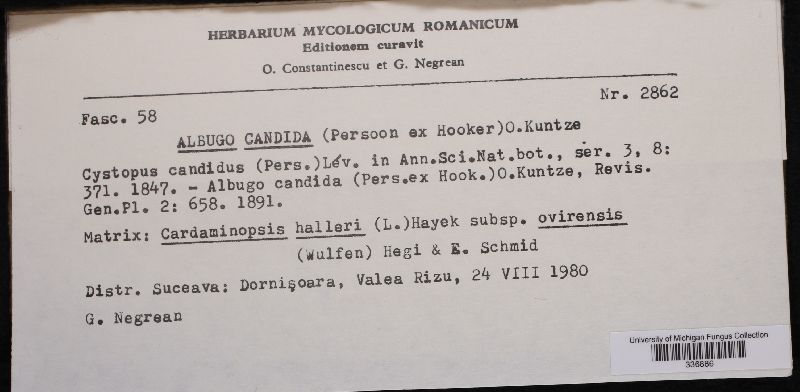 HERBARIUM MYCOLOGICUM ROMANICUM
Editionem curavit
O. Constantinescu et G. Negrean
Fasc. 58
Nr. 2862
ALBUGO CANDIDA (Persoon ex Hooker)O.Kuntze
Cystopus candidus (Pers.)Lév. in Ann.Sci.Nat.bot., sér. 3, 8:
371. 1847. - Albugo candida (Pers.ex Hook.)O.Kuntze, Revis.
Gen.Pl. 2: 658. 1891.
Matrix: Cardaminopsis halleri (L.)Hayek subsp. ovirensis
(Wulfen) Hegi & E. Schmid
Distr. Suceava: Dornişoara, Valea Rizu, 24 VIII 1980
G. Negrean
University of Michigan Fungus Collection
336686